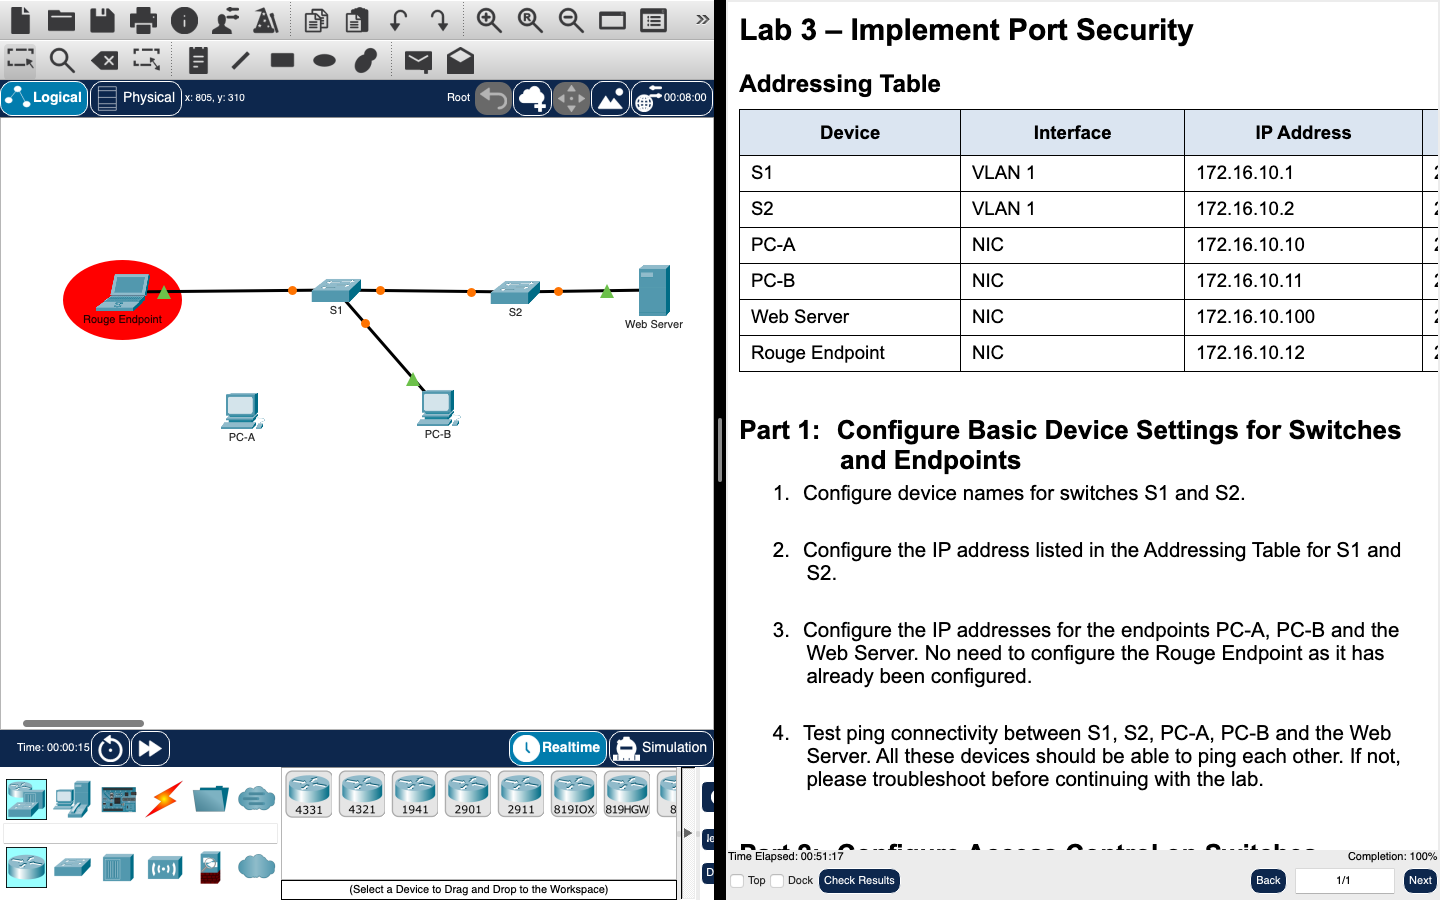 Logical
Physical
x: 805, y: 310
Root
00:08:00
Rouge Endpoint
S1
S2
Web Server
PC-A
PC-B
Time: 00:00:15
Realtime
Simulation
4331
4321
1941
2901
2911
819IOX
819HGW
8
(Select a Device to Drag and Drop to the Workspace)
Lab 3 – Implement Port Security
Addressing Table
Device Interface IP Address
S1 VLAN 1 172.16.10.1
S2 VLAN 1 172.16.10.2
PC-A NIC 172.16.10.10
PC-B NIC 172.16.10.11
Web Server NIC 172.16.10.100
Rouge Endpoint NIC 172.16.10.12
Part 1: Configure Basic Device Settings for Switches
and Endpoints
1. Configure device names for switches S1 and S2.
2. Configure the IP address listed in the Addressing Table for S1 and
S2.
3. Configure the IP addresses for the endpoints PC-A, PC-B and the
Web Server. No need to configure the Rouge Endpoint as it has
already been configured.
4. Test ping connectivity between S1, S2, PC-A, PC-B and the Web
Server. All these devices should be able to ping each other. If not,
please troubleshoot before continuing with the lab.
Part 2: Configure Access Control on Switches
Time Elapsed: 00:51:17
Completion: 100%
Top
Dock
Check Results
Back
1/1
Next